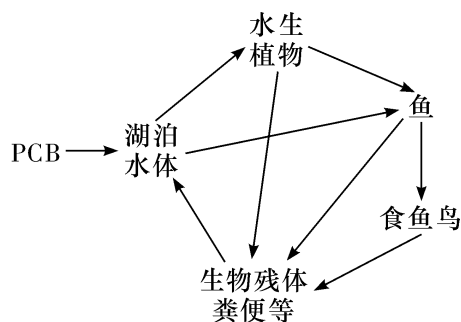 水生
植物
鱼
湖泊
水体
PCB
食鱼鸟
生物残体
粪便等